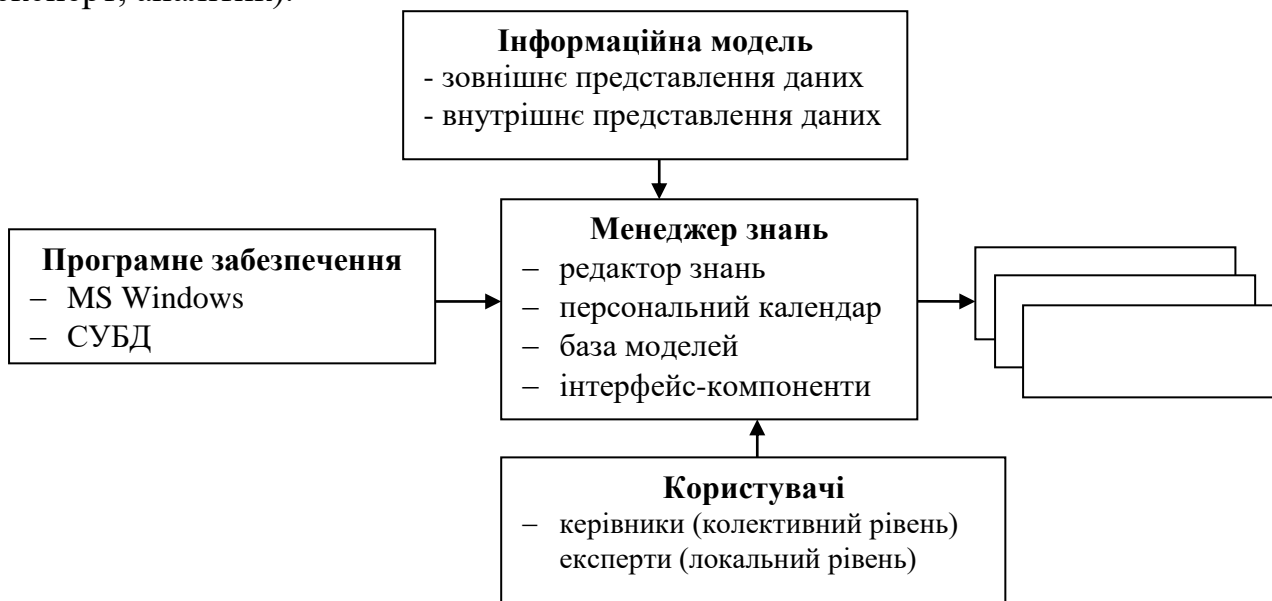 Інформаційна модель
- зовнішнє представлення даних
- внутрішнє представлення даних
Програмне забезпечення
– MS Windows
– СУБД
Менеджер знань
– редактор знань
– персональний календар
– база моделей
– інтерфейс-компоненти
Користувачі
– керівники (колективний рівень)
експерти (локальний рівень)